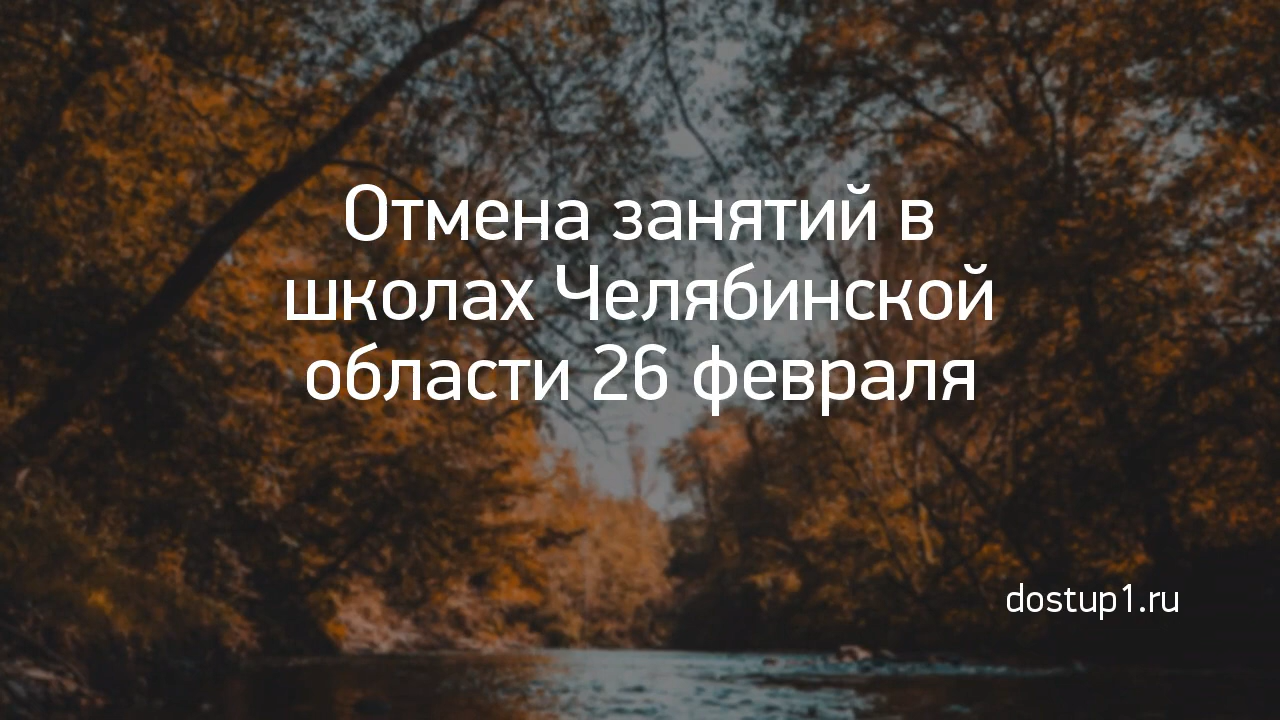 Отмена занятий в
школах Челябинской
области 26 февраля
dostup1.ru